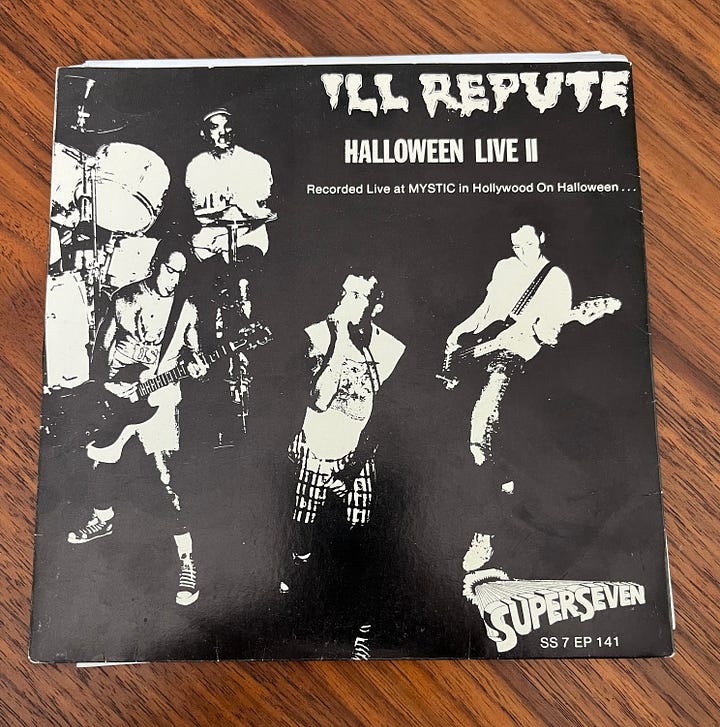 ILL REPUTE
HALLOWEEN LIVE II
Recorded Live at MYSTIC in Hollywood On Halloween...
SUPERSEVEN
SS 7 EP 141